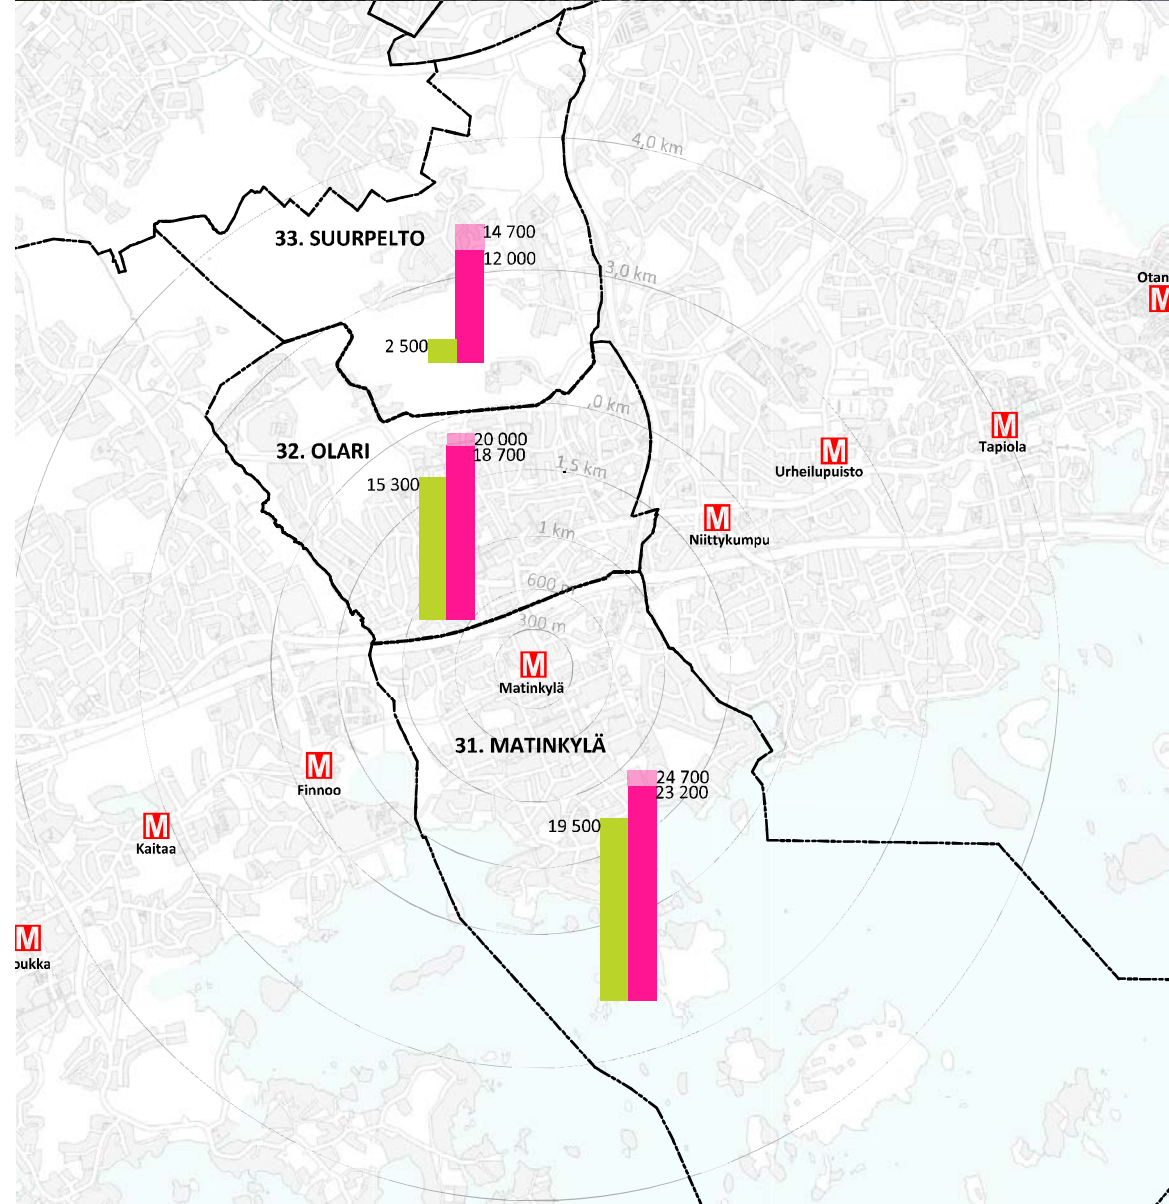 4,0 km
33. SUURPELTO
14 700
12 000
3,0 km
Otan
M
2 500
,0 km
32. OLARI
20 000
18 700
15 300
1,5 km
M
Tapiola
M
Urheilupuisto
M
Niittykumpu
1 km
600 m
300 m
M
Matinkylä
31. MATINKYLÄ
M
Finnoo
24 700
23 200
19 500
M
Kaitaa
M
oukka